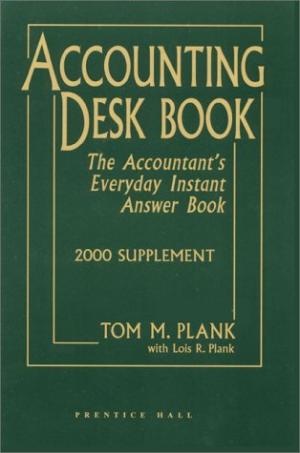 ACCOUNTING
DESK BOOK
The Accountant's
Everyday Instant
Answer Book
2000 SUPPLEMENT
TOM M. PLANK
with Lois R. Plank
PRENTICE HALL